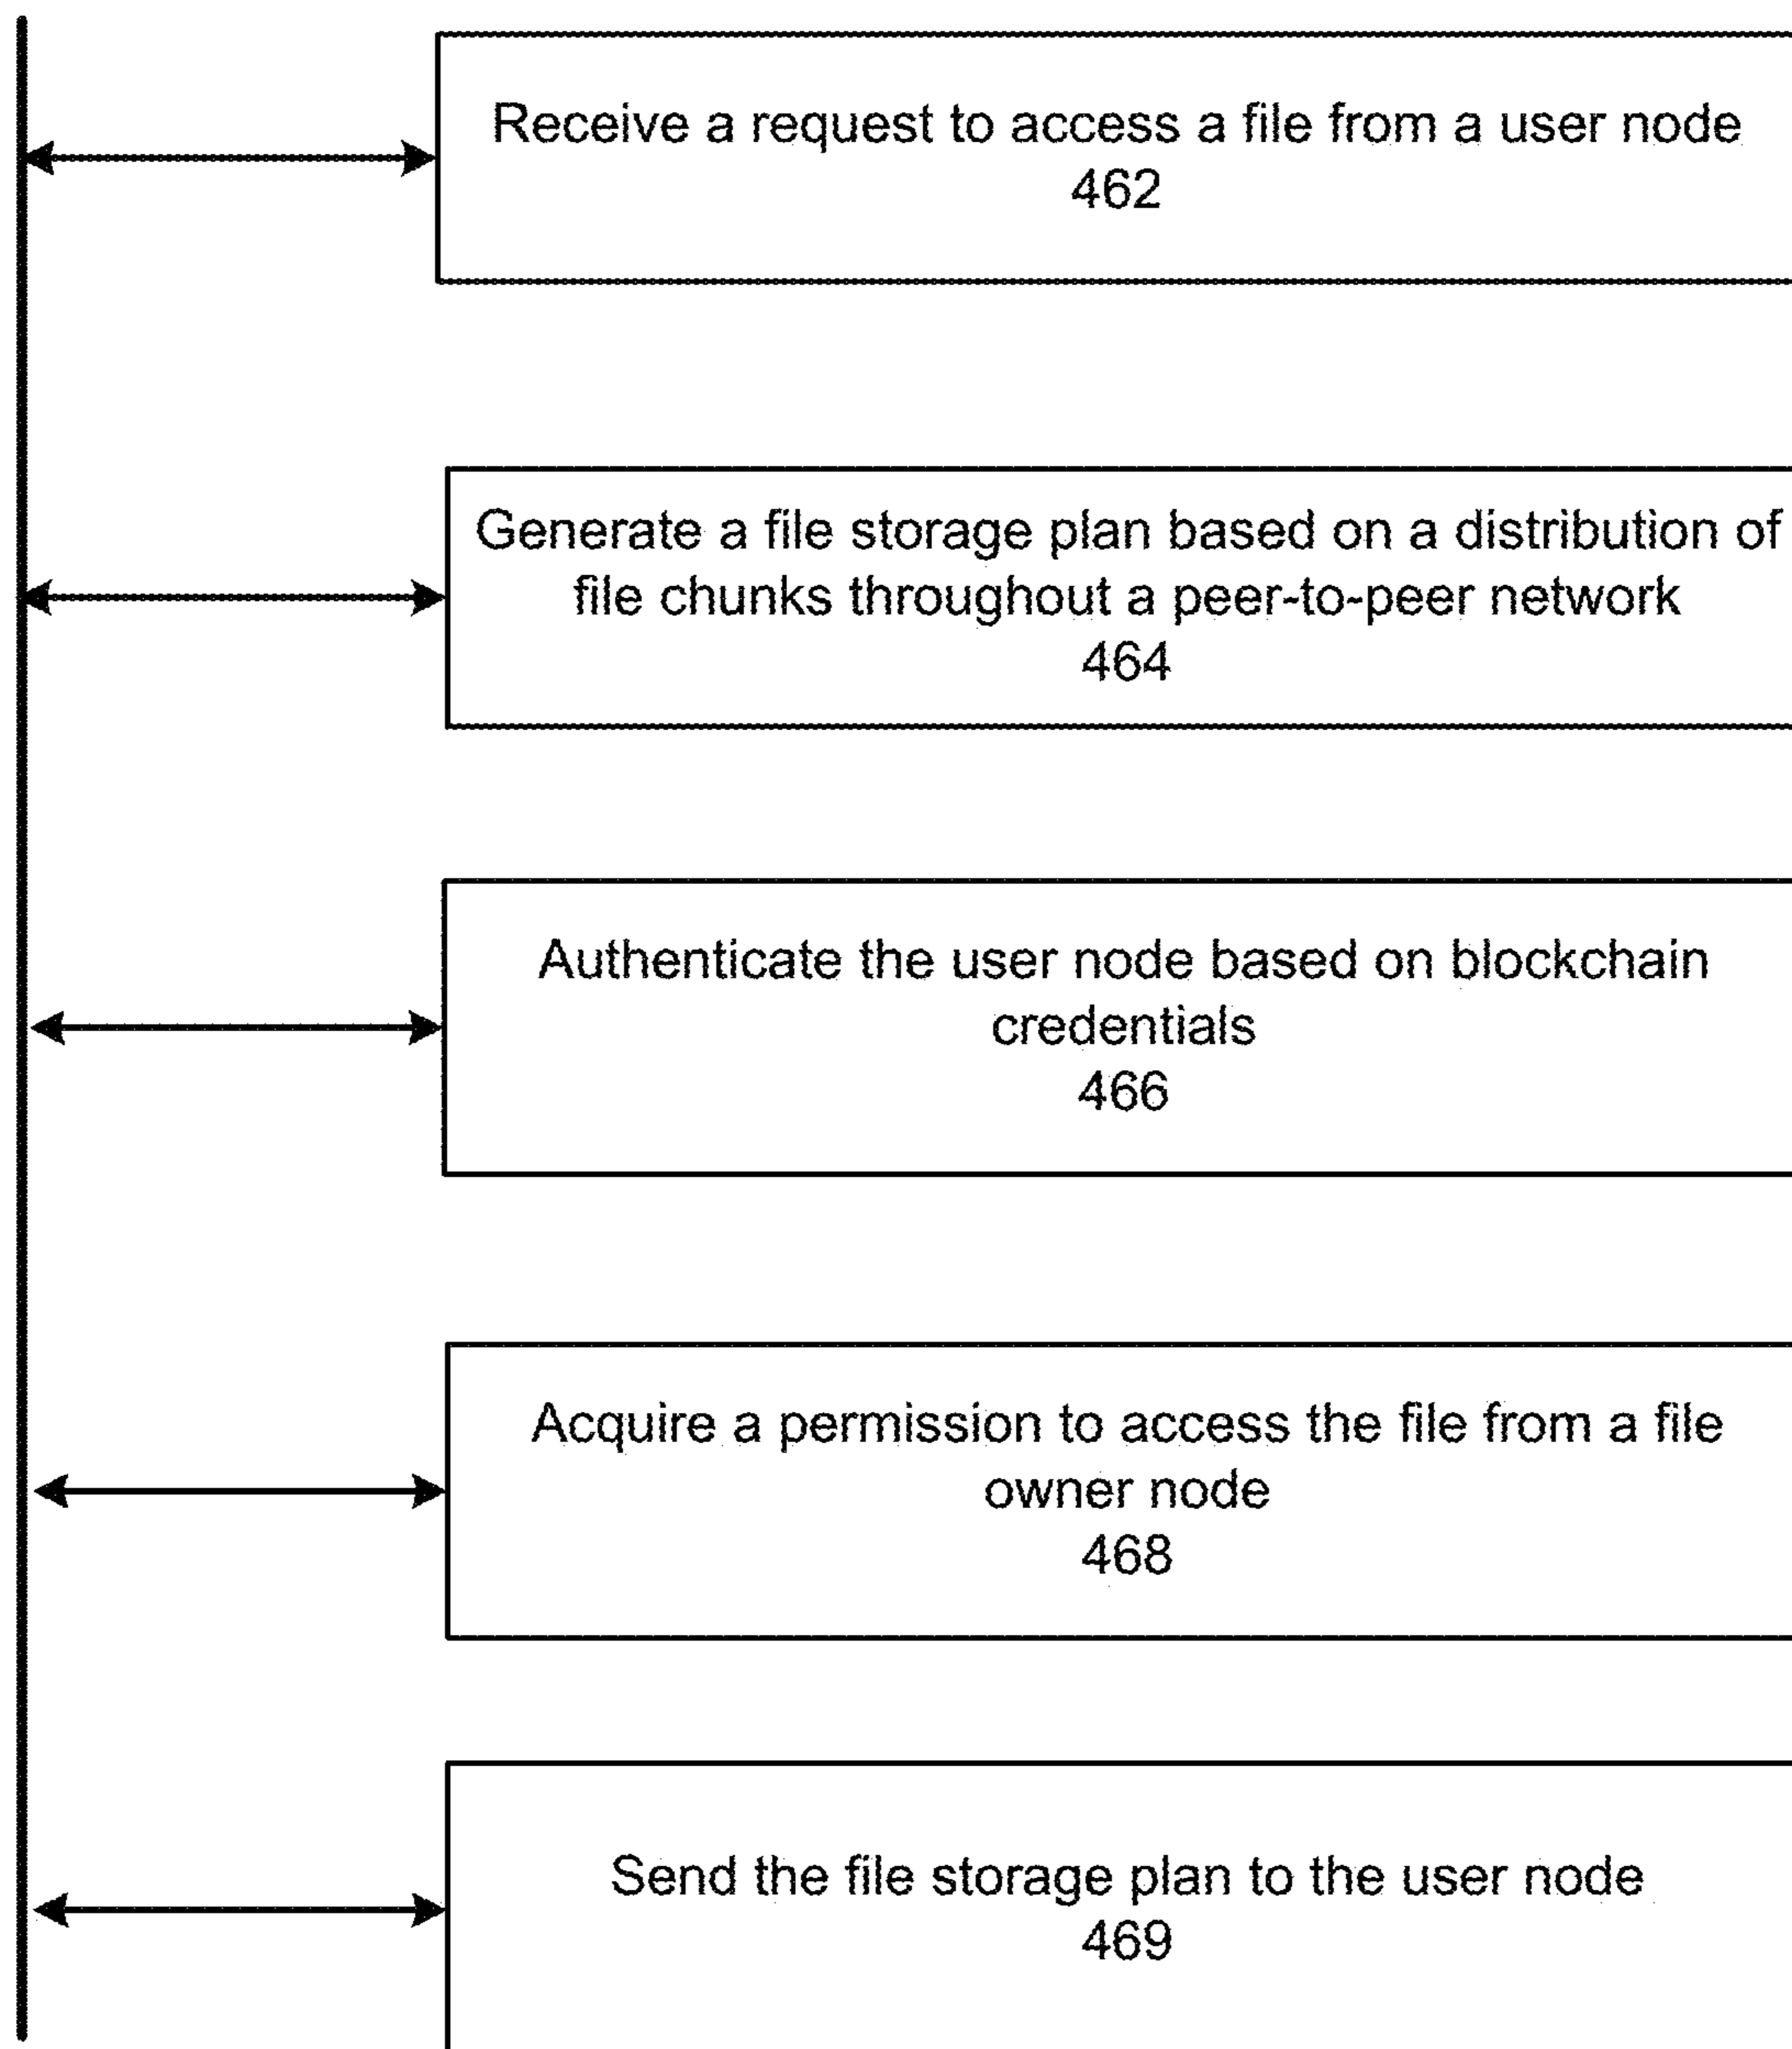 Receive a request to access a file from a user node
462
Generate a file storage plan based on a distribution of
file chunks throughout a peer-to-peer network
464
Authenticate the user node based on blockchain
credentials
466
Acquire a permission to access the file from a file
owner node
468
Send the file storage plan to the user node
469